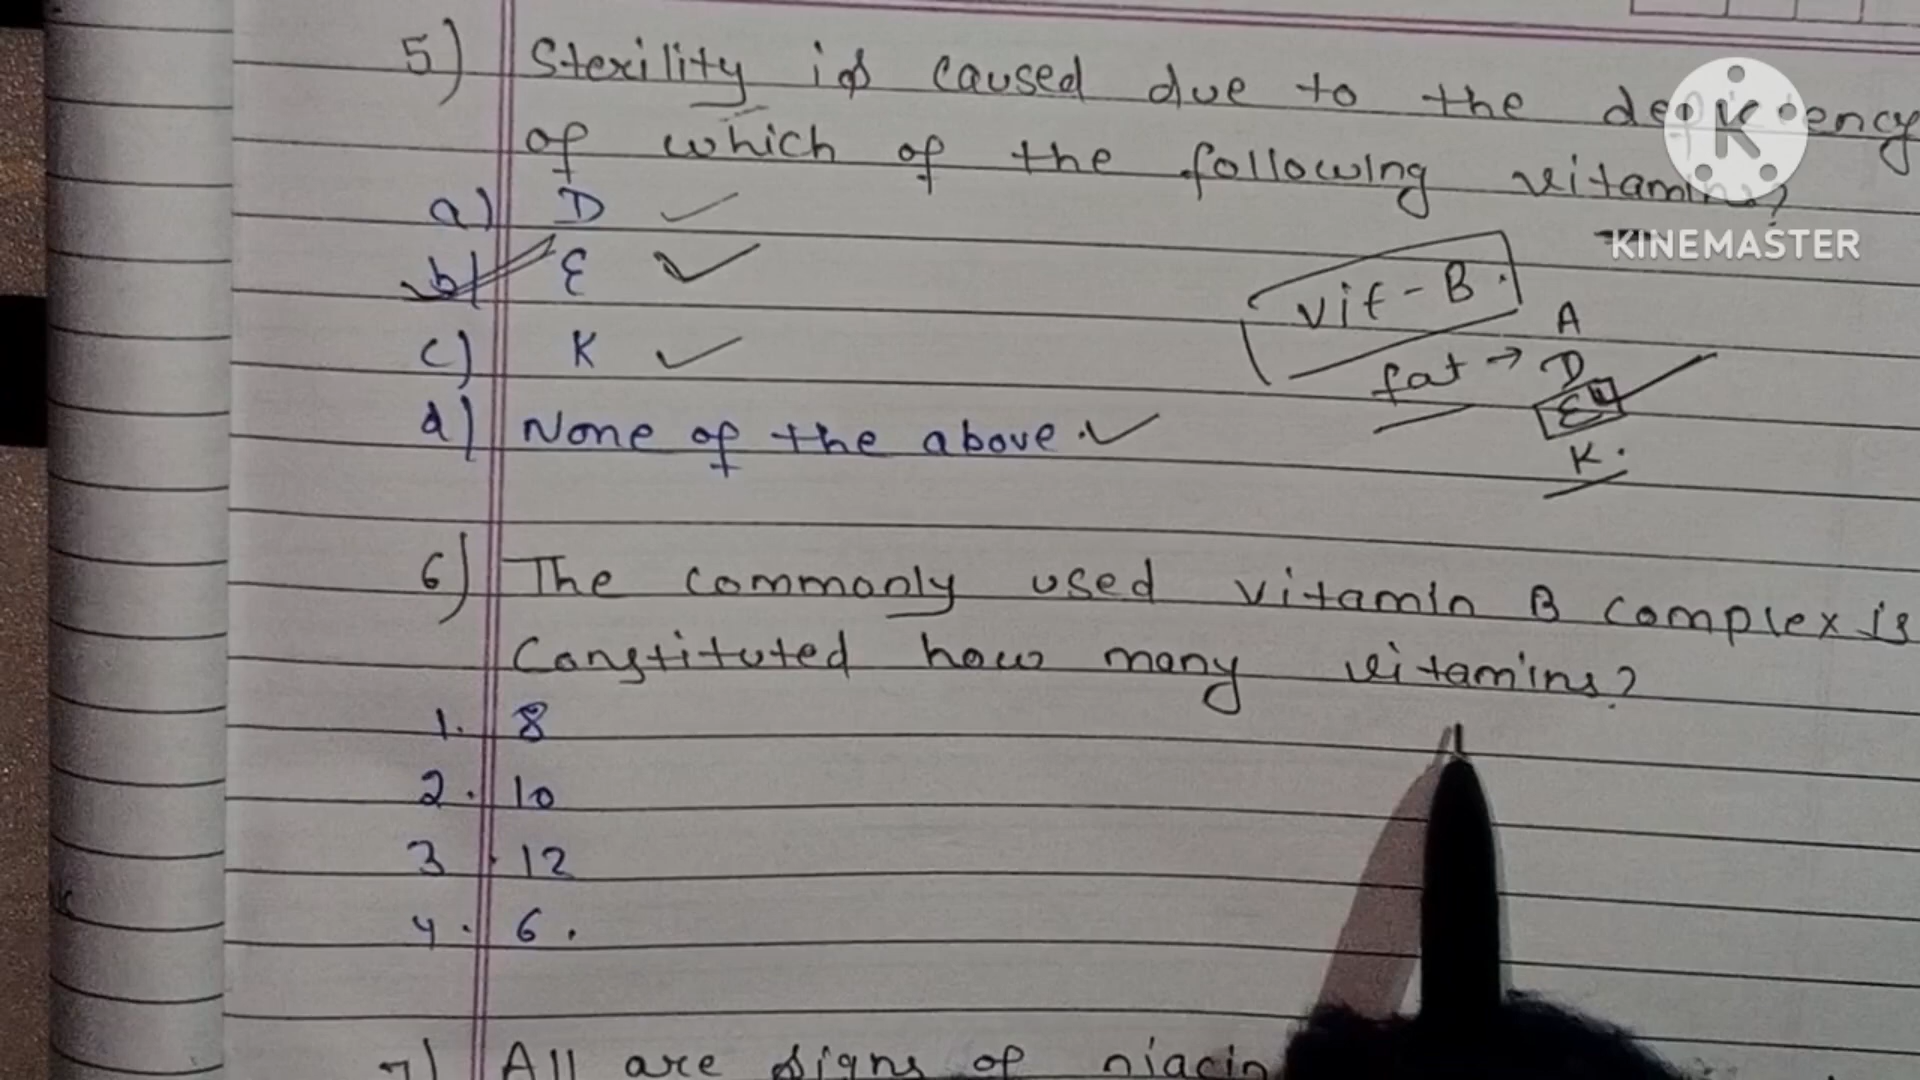 5) Sterility is caused due to the deficiency
of which of the following vitamins?
a) D
b) E
c) K
d) None of the above.
KINEMASTER
Vit-B.
fat → A
D
E
K.
6) The commonly used vitamin B complex is
Constituted how many vitamins?
1. 8
2. 10
3. 12
4. 6.
7) All are signs of niacin